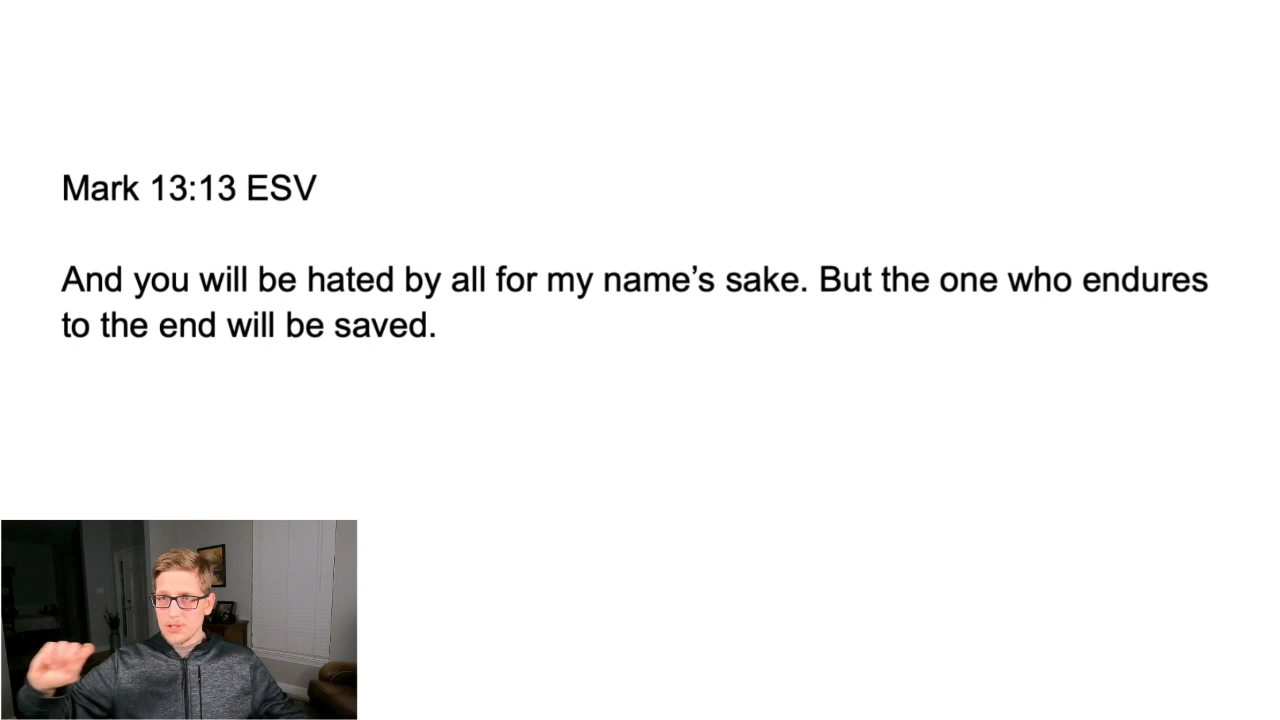 Mark 13:13 ESV
And you will be hated by all for my name’s sake. But the one who endures
to the end will be saved.